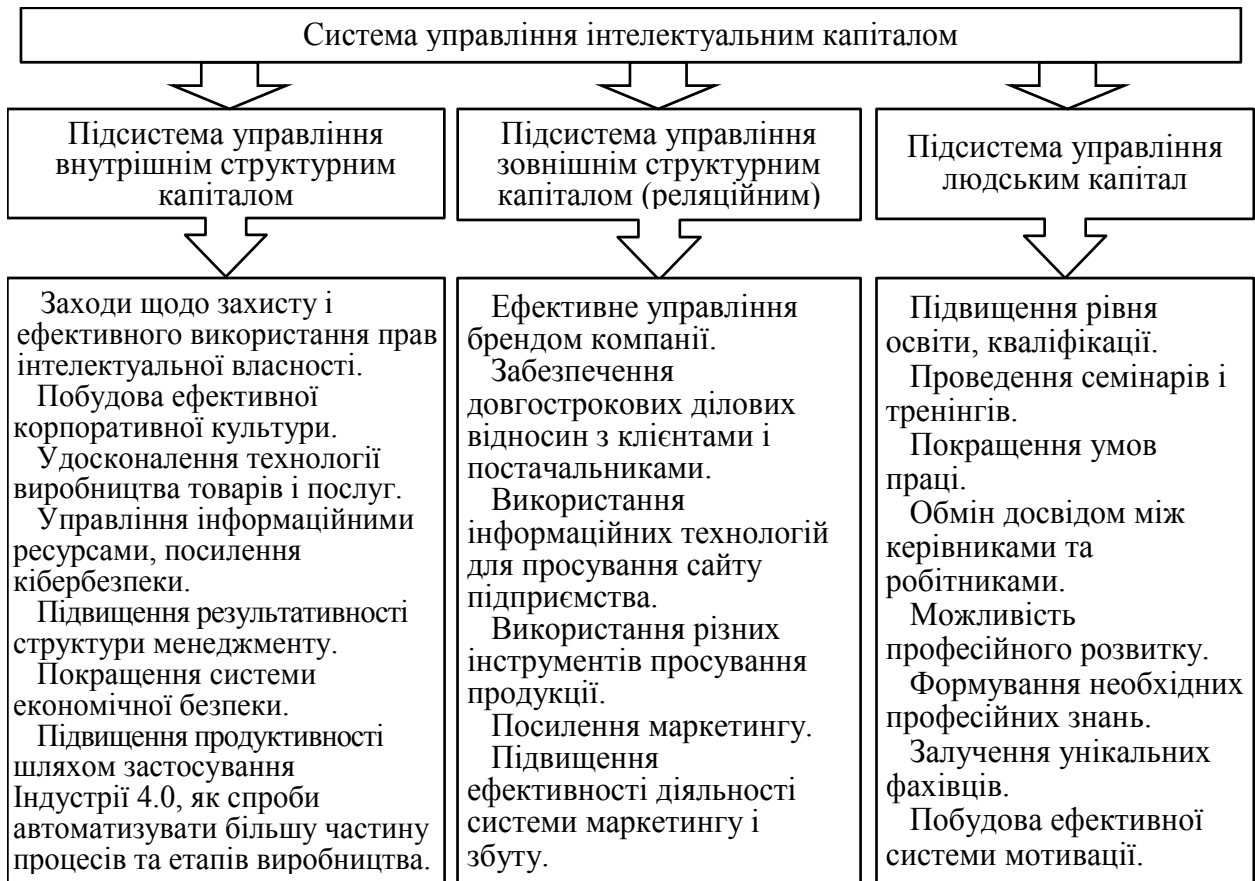 Система управління інтелектуальним капіталом
Підсистема управління
внутрішнім структурним
капіталом
Підсистема управління
зовнішнім структурним
капіталом (реляційним)
Підсистема управління
людським капітал
Заходи щодо захисту і
ефективного використання прав
інтелектуальної власності.
Побудова ефективної
корпоративної культури.
Удосконалення технології
виробництва товарів і послуг.
Управління інформаційними
ресурсами, посилення
кібербезпеки.
Підвищення результативності
структури менеджменту.
Покращення системи
економічної безпеки.
Підвищення продуктивності
шляхом застосування
Індустрії 4.0, як спроби
автоматизувати більшу частину
процесів та етапів виробництва.
Ефективне управління
брендом компанії.
Забезпечення
довгострокових ділових
відносин з клієнтами і
постачальниками.
Використання
інформаційних технологій
для просування сайту
підприємства.
Використання різних
інструментів просування
продукції.
Посилення маркетингу.
Підвищення
ефективності діяльності
системи маркетингу і
збуту.
Підвищення рівня
освіти, кваліфікації.
Проведення семінарів і
тренінгів.
Покращення умов
праці.
Обмін досвідом між
керівниками та
робітниками.
Можливість
професійного розвитку.
Формування необхідних
професійних знань.
Залучення унікальних
фахівців.
Побудова ефективної
системи мотивації.